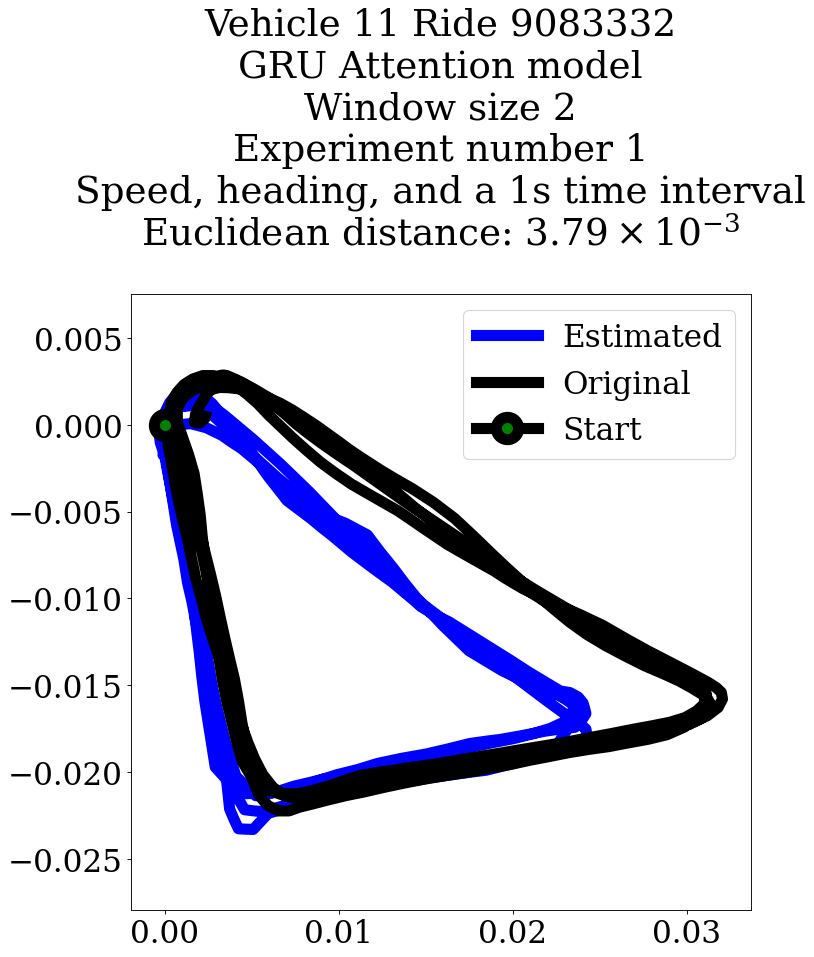 Vehicle 11 Ride 9083332
GRU Attention model
Window size 2
Experiment number 1
Speed, heading, and a 1s time interval
Euclidean distance: 3.79 × 10⁻³
Estimated
Original
Start
0.005
0.000
−0.005
−0.010
−0.015
−0.020
−0.025
0.00 0.01 0.02 0.03